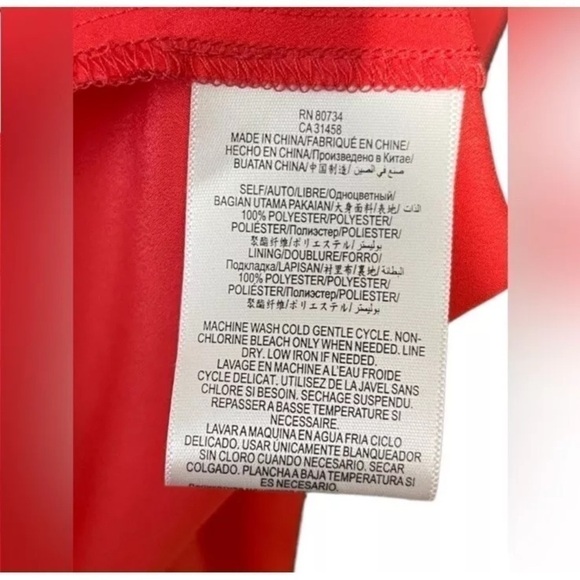 RN 80734
CA 31458
MADE IN CHINA/FABRIQUÉ EN CHINE/
HECHO EN CHINA/Произведено в Китае/
BUATAN CHINA/中国制造/ صنع في الصين
SELF/AUTO/LIBRE/Одноцветный/
BAGIAN UTAMA PAKAIAN/大身面料/表地/ الذات
100% POLYESTER/POLYESTER/
POLIÉSTER/Полиэстер/POLYESTER/
聚酯纤维/ポリエステル/ بوليستر
LINING/DOUBLURE/FORRO/
Подкладка/LAPISAN/衬里布/裏地/ البطانة
100% POLYESTER/POLYESTER/
POLIÉSTER/Полиэстер/POLYESTER/
聚酯纤维/ポリエステル/ بوليستر
MACHINE WASH COLD GENTLE CYCLE. NON-
CHLORINE BLEACH ONLY WHEN NEEDED. LINE
DRY. LOW IRON IF NEEDED.
LAVAGE EN MACHINE A L'EAU FROIDE
CYCLE DELICAT. UTILISEZ DE LA JAVEL SANS
CHLORE SI BESOIN. SECHAGE SUSPENDU.
REPASSER A BASSE TEMPERATURE SI
NECESSAIRE.
LAVAR A MAQUINA EN AGUA FRIA CICLO
DELICADO. USAR UNICAMENTE BLANQUEADOR
SIN CLORO CUANDO NECESARIO. SECAR
COLGADO. PLANCHA A BAJA TEMPERATURA SI
ES NECESARIO.